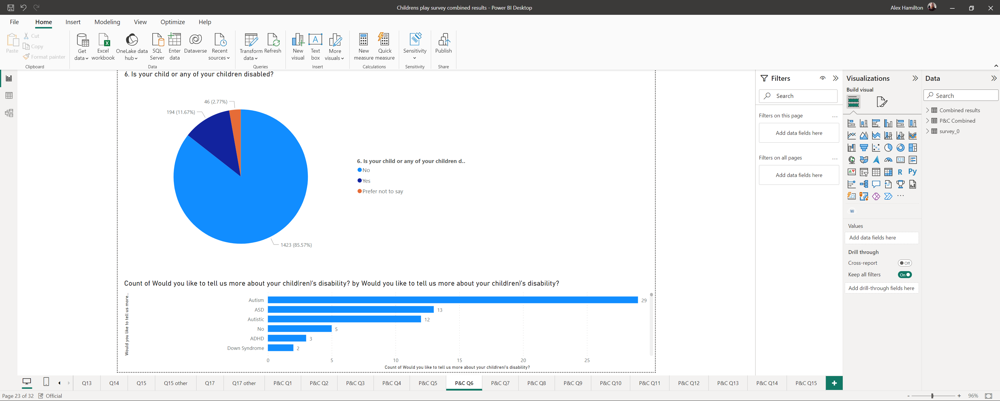 Childrens play survey combined results - Power BI Desktop
Alex Hamilton
File Home Insert Modeling View Optimize Help
Paste
Cut
Copy
Format painter
Clipboard
Get data
Excel workbook
OneLake data hub
SQL Server
Enter data
Dataverse
Recent sources
Data
Transform data
Refresh
Queries
New visual
Text box
More visuals
Insert
New measure
Quick measure
Calculations
Sensitivity
Sensitivity
Publish
Share
6. Is your child or any of your children disabled?
46 (2.77%)
194 (11.67%)
1423 (85.57%)
6. Is your child or any of your children d..
No
Yes
Prefer not to say
Count of Would you like to tell us more about your child(ren)'s disability? by Would you like to tell us more about your child(ren)'s disability?
Would you like to tell us more...
Autism 29
ASD 13
Autistic 12
No 5
ADHD 3
Down Syndrome 2
0 5 10 15 20 25
Count of Would you like to tell us more about your child(ren)'s disability?
Filters
Search
Filters on this page ...
Add data fields here
Filters on all pages ...
Add data fields here
Visualizations
Build visual
123
R Py
123
...
W
Values
Add data fields here
Drill through
Cross-report Off
Keep all filters On
Add drill-through fields here
Data
Search
Combined results
P&C Combined
survey_0
Q13 Q14 Q15 Q15 other Q17 Q17 other P&C Q1 P&C Q2 P&C Q3 P&C Q4 P&C Q5 P&C Q6 P&C Q7 P&C Q8 P&C Q9 P&C Q10 P&C Q11 P&C Q12 P&C Q13 P&C Q14 P&C Q15 +
Page 23 of 32 Official
- + 96%